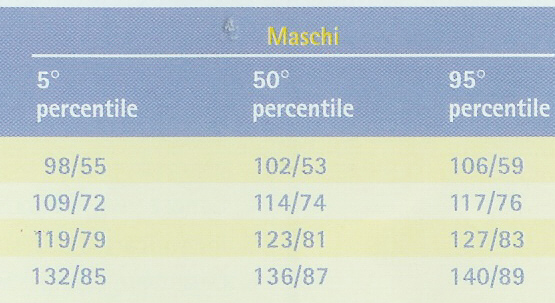 Maschi
5° 50° 95°
percentile percentile percentile
98/55 102/53 106/59
109/72 114/74 117/76
119/79 123/81 127/83
132/85 136/87 140/89